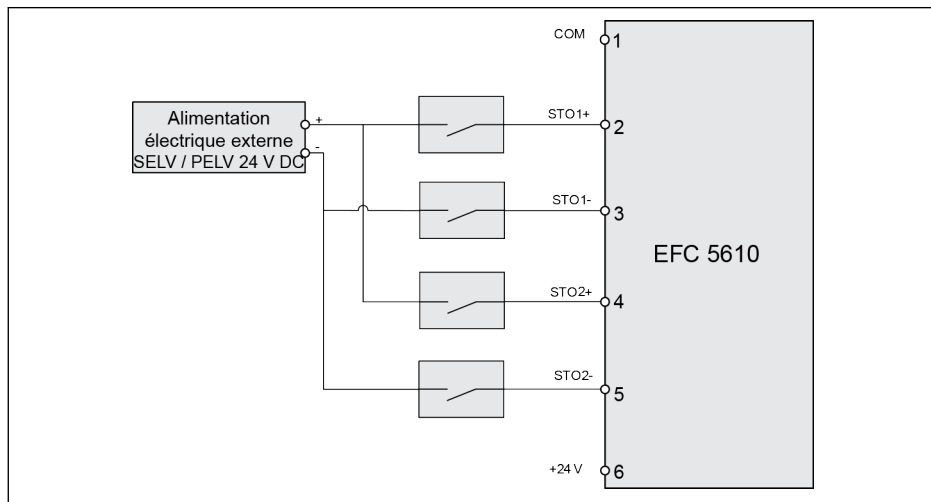 COM
1
Alimentation
électrique externe
SELV / PELV 24 V DC
+
-
STO1+
2
STO1-
3
EFC 5610
STO2+
4
STO2-
5
+24 V
6